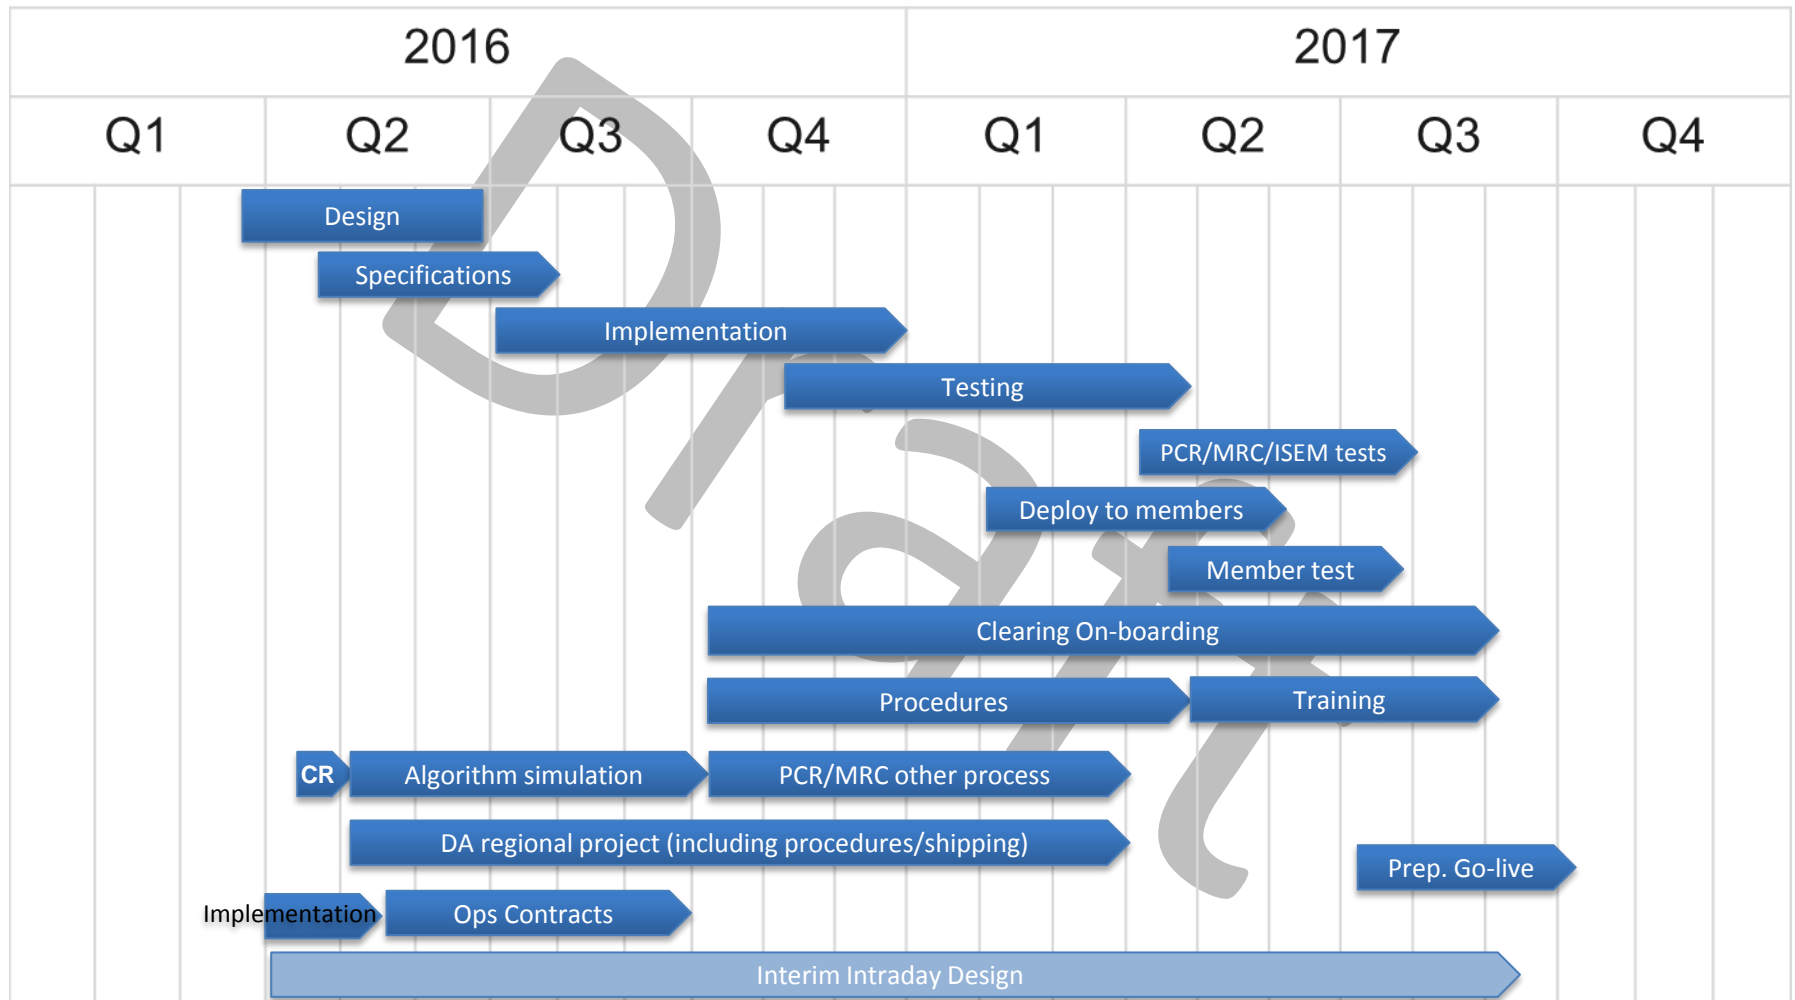 2016 2017
Q1 Q2 Q3 Q4 Q1 Q2 Q3 Q4
Draft
Design
Specifications
Implementation
Testing
PCR/MRC/ISEM tests
Deploy to members
Member test
Clearing On-boarding
Procedures Training
CR Algorithm simulation PCR/MRC other process
DA regional project (including procedures/shipping)
Prep. Go-live
Implementation Ops Contracts
Interim Intraday Design